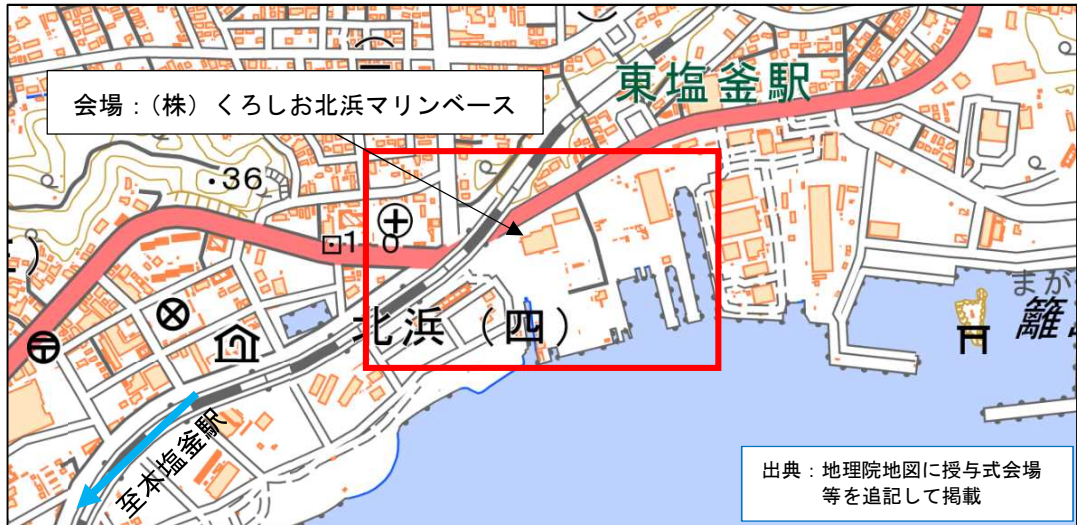 東塩釜駅
会場：（株）くろしお北浜マリンベース
・36
1 0
まが
籬
北浜（四）
至本塩釜駅
出典：地理院地図に授与式会場
等を追記して掲載